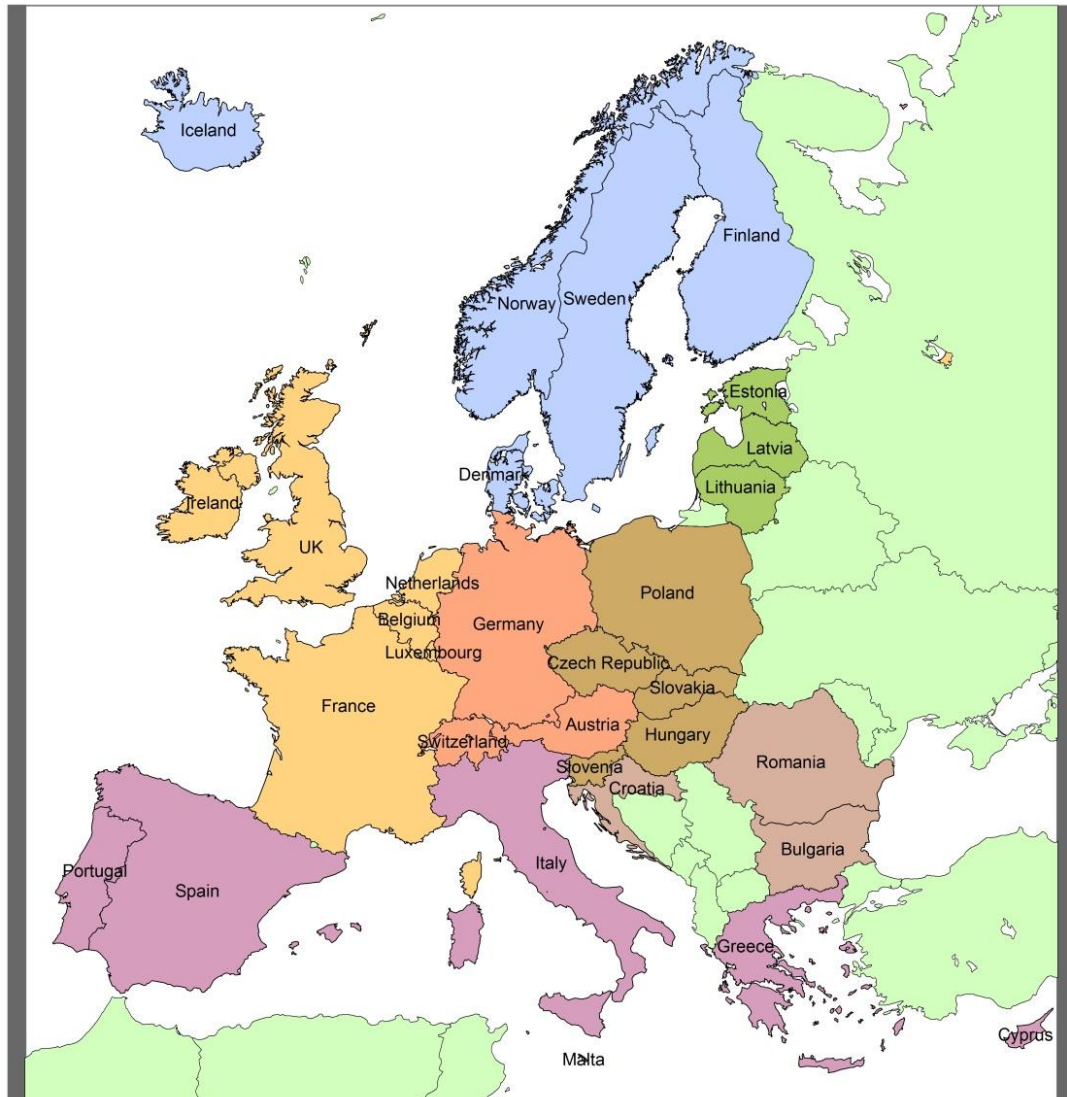 Iceland
Finland
Norway
Sweden
Estonia
Latvia
Denmark
Lithuania
Ireland
UK
Netherlands
Poland
Belgium
Germany
Luxembourg
Czech Republic
Slovakia
France
Austria
Hungary
Switzerland
Slovenia
Romania
Croatia
Bulgaria
Italy
Portugal
Spain
Greece
Cyprus
Malta